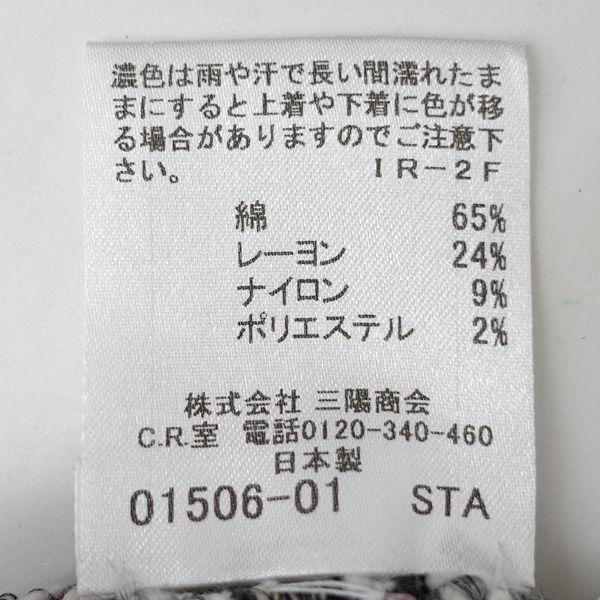 濃色は雨や汗で長い間濡れたま
まにすると上着や下着に色が移
る場合がありますのでご注意下
さい。 IR-2F
綿 65%
レーヨン 24%
ナイロン 9%
ポリエステル 2%
株式会社 三陽商会
C.R.室 電話0120-340-460
日本製
01506-01 STA